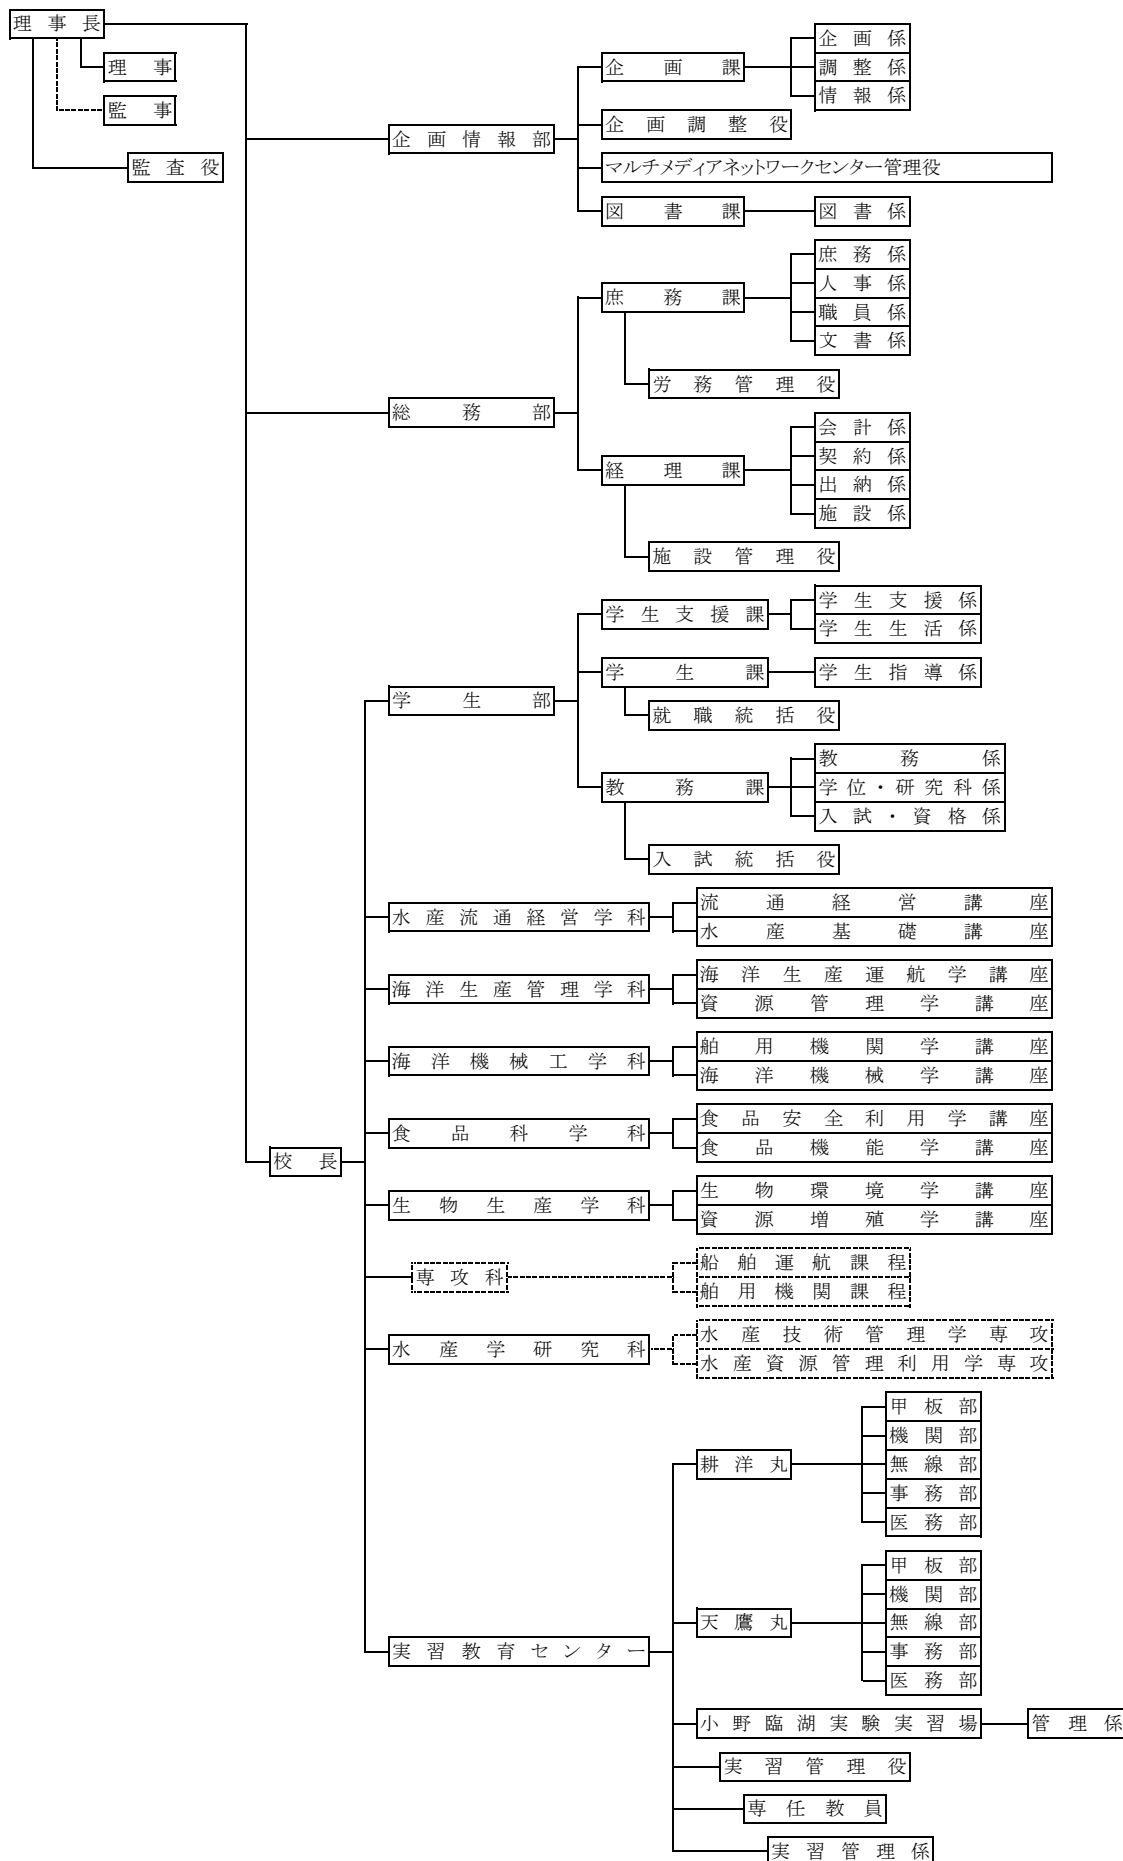 理事長
理事
監事
監査役
企画情報部
企画課
企画係
調整係
情報係
企画調整役
マルチメディアネットワークセンター管理役
図書課
図書係
総務部
庶務課
庶務係
人事係
職員係
文書係
労務管理役
経理課
会計係
契約係
出納係
施設係
施設管理役
校長
学生部
学生支援課
学生支援係
学生生活係
学生課
学生指導係
就職統括役
教務課
教務係
学位・研究科係
入試・資格係
入試統括役
水産流通経営学科
流通経営講座
水産基礎講座
海洋生産管理学科
海洋生産運航学講座
資源管理学講座
海洋機械工学科
舶用機関学講座
海洋機械学講座
食品科学科
食品安全利用学講座
食品機能学講座
生物生産学科
生物環境学講座
資源増殖学講座
専攻科
船舶運航課程
舶用機関課程
水産学研究科
水産技術管理学専攻
水産資源管理利用学専攻
実習教育センター
耕洋丸
甲板部
機関部
無線部
事務部
医務部
天鷹丸
甲板部
機関部
無線部
事務部
医務部
小野臨湖実験実習場
管理係
実習管理役
専任教員
実習管理係